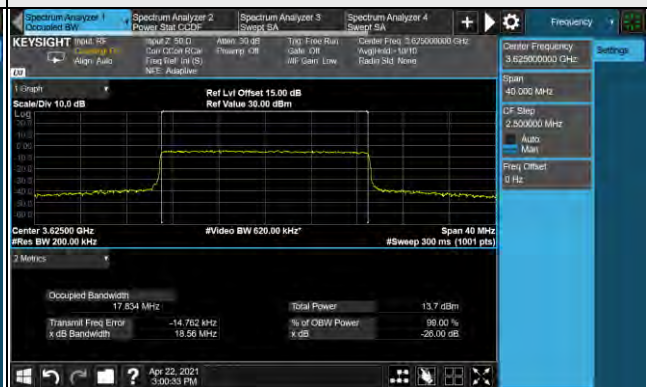 Spectrum Analyzer 1
Occupied BW
Spectrum Analyzer 2
Power Stat CCDF
Spectrum Analyzer 3
Swept SA
Spectrum Analyzer 4
Swept SA
Frequency
KEYSIGHT
Input: RF
Align: Auto
Input Z: 50 Ω
Corr CCorr RCal
Freq Ref: Int (S)
NFE: Adaptive
Atten: 30 dB
Preamp: Off
Trig: Free Run
Gate: Off
#IF Gain: Low
Center Freq: 3.625000000 GHz
Avg|Hold: 10/10
Radio Std: None
Center Frequency
3.625000000 GHz
Settings
Span
40.000 MHz
CF Step
2.500000 MHz
Auto
Man
Freq Offset
0 Hz
1 Graph
Scale/Div 10.0 dB
Ref Lvl Offset 15.00 dB
Ref Value 30.00 dBm
Log
Center 3.62500 GHz
#Res BW 200.00 kHz
#Video BW 620.00 kHz*
Span 40 MHz
#Sweep 300 ms (1001 pts)
2 Metrics
Occupied Bandwidth
17.834 MHz
Total Power
13.7 dBm
Transmit Freq Error
-14.762 kHz
% of OBW Power
99.00 %
x dB Bandwidth
18.56 MHz
x dB
-26.00 dB
Apr 22, 2021
3:00:33 PM